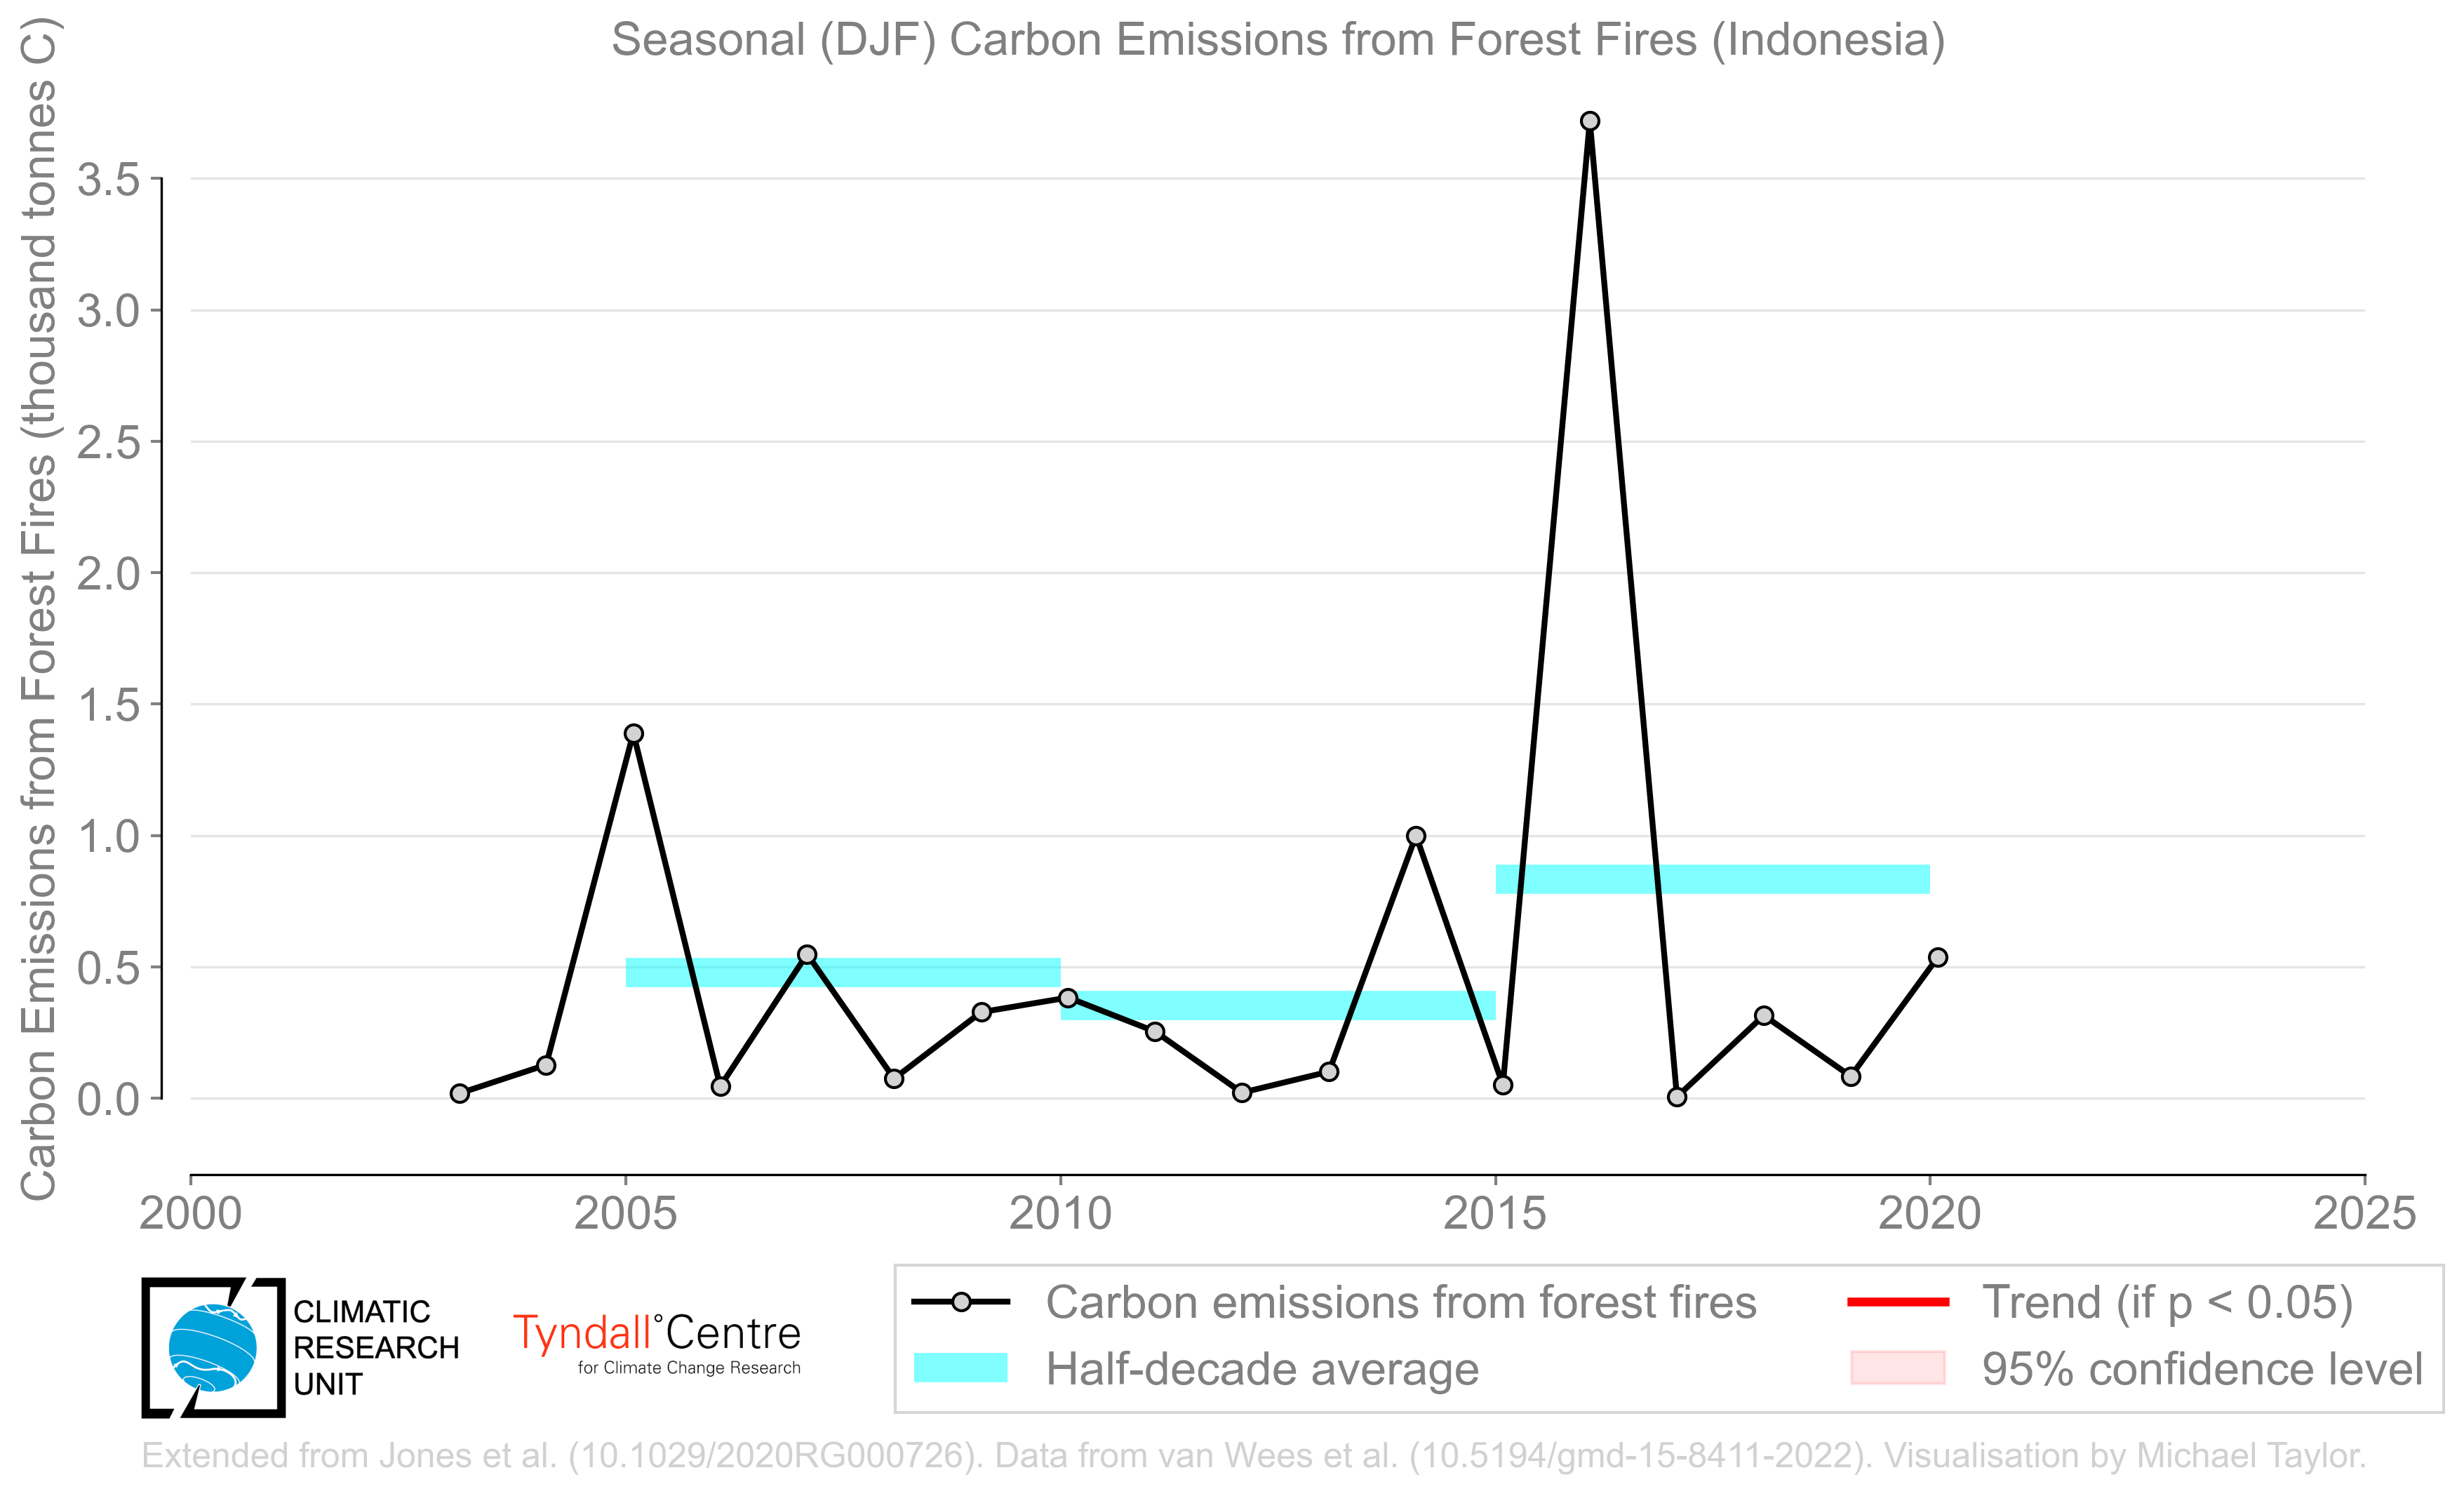 Seasonal (DJF) Carbon Emissions from Forest Fires (Indonesia)
Carbon Emissions from Forest Fires (thousand tonnes C)
3.5
3.0
2.5
2.0
1.5
1.0
0.5
0.0
2000 2005 2010 2015 2020 2025
CLIMATIC
RESEARCH
UNIT
Tyndall°Centre
for Climate Change Research
Carbon emissions from forest fires
Half-decade average
Trend (if p < 0.05)
95% confidence level
Extended from Jones et al. (10.1029/2020RG000726). Data from van Wees et al. (10.5194/gmd-15-8411-2022). Visualisation by Michael Taylor.